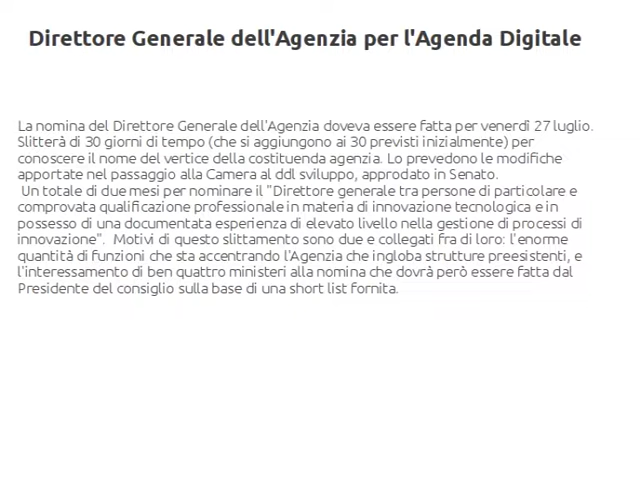 Direttore Generale dell'Agenzia per l'Agenda Digitale
La nomina del Direttore Generale dell'Agenzia doveva essere fatta per venerdì 27 luglio.
Slitterà di 30 giorni di tempo (che si aggiungono ai 30 previsti inizialmente) per
conoscere il nome del vertice della costituenda agenzia. Lo prevedono le modifiche
apportate nel passaggio alla Camera al ddl sviluppo, approdato in Senato.
Un totale di due mesi per nominare il "Direttore generale tra persone di particolare e
comprovata qualificazione professionale in materia di innovazione tecnologica e in
possesso di una documentata esperienza di elevato livello nella gestione di processi di
innovazione". Motivi di questo slittamento sono due e collegati fra di loro: l'enorme
quantità di funzioni che sta accentrando l'Agenzia che ingloba strutture preesistenti, e
l'interessamento di ben quattro ministeri alla nomina che dovrà però essere fatta dal
Presidente del consiglio sulla base di una short list fornita.